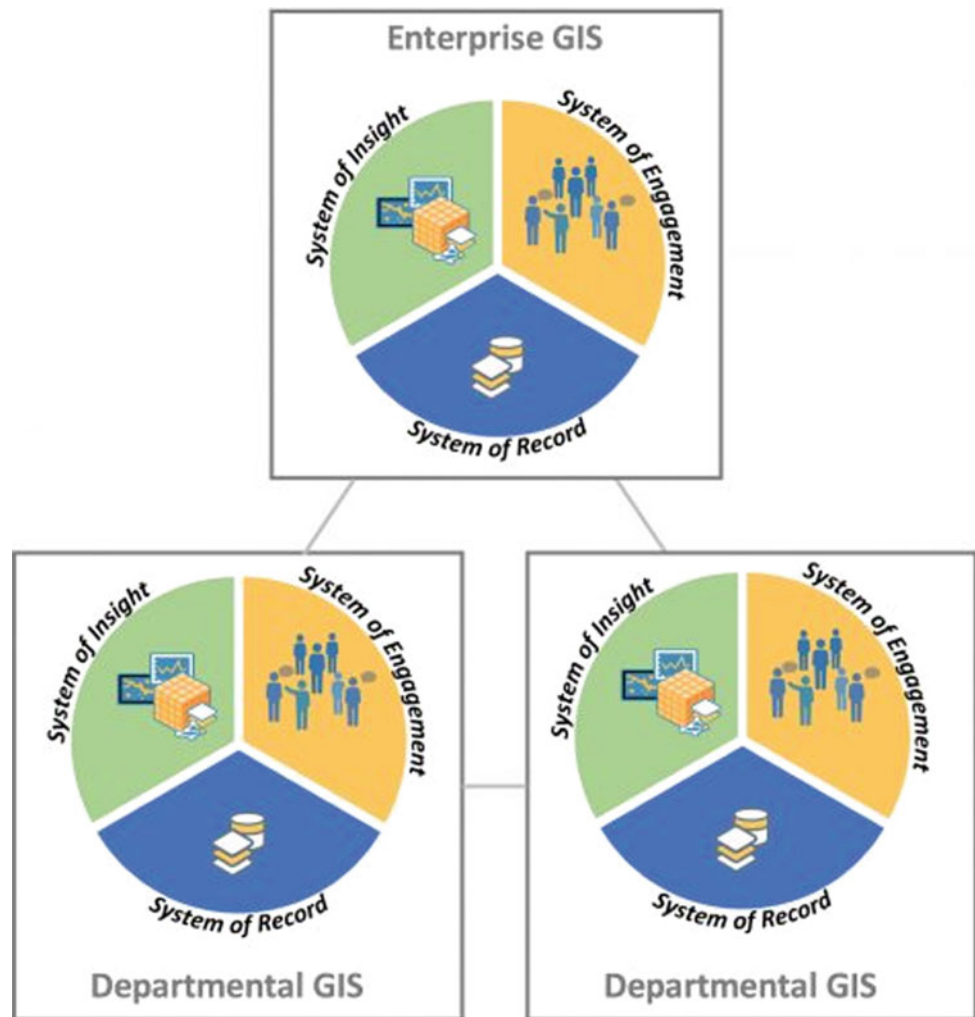 Enterprise GIS
System of Insight
System of Engagement
System of Record
System of Insight
System of Engagement
System of Record
Departmental GIS
System of Insight
System of Engagement
System of Record
Departmental GIS